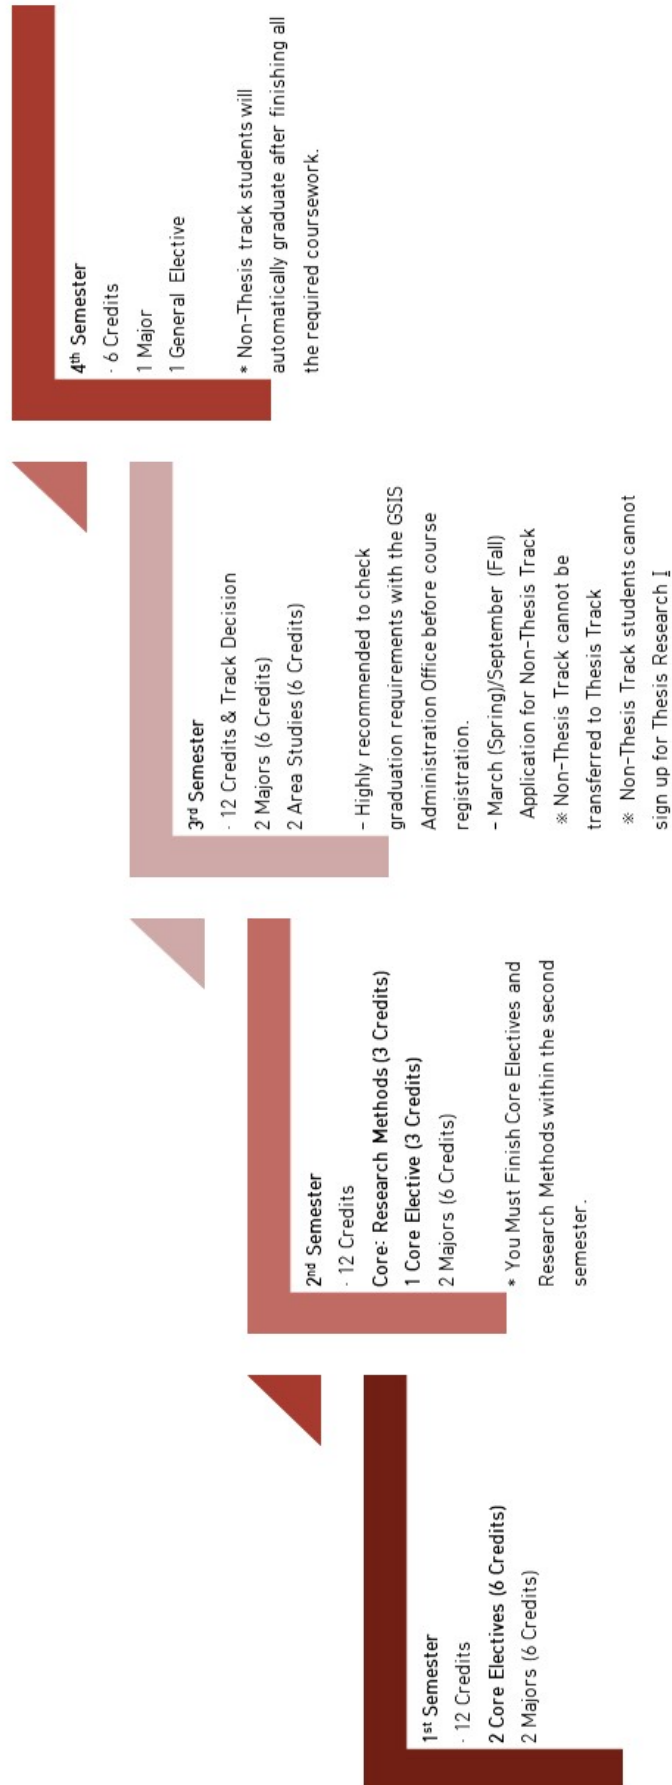 1st Semester
· 12 Credits
2 Core Electives (6 Credits)
2 Majors (6 Credits)
2nd Semester
· 12 Credits
Core: Research Methods (3 Credits)
1 Core Elective (3 Credits)
2 Majors (6 Credits)
* You Must Finish Core Electives and
Research Methods within the second
semester.
3rd Semester
· 12 Credits & Track Decision
2 Majors (6 Credits)
2 Area Studies (6 Credits)
- Highly recommended to check
graduation requirements with the GSIS
Administration Office before course
registration.
- March (Spring)/September (Fall)
Application for Non-Thesis Track
※ Non-Thesis Track cannot be
transferred to Thesis Track
※ Non-Thesis Track students cannot
sign up for Thesis Research Ⅰ
4th Semester
· 6 Credits
1 Major
1 General Elective
* Non-Thesis track students will
automatically graduate after finishing all
the required coursework.